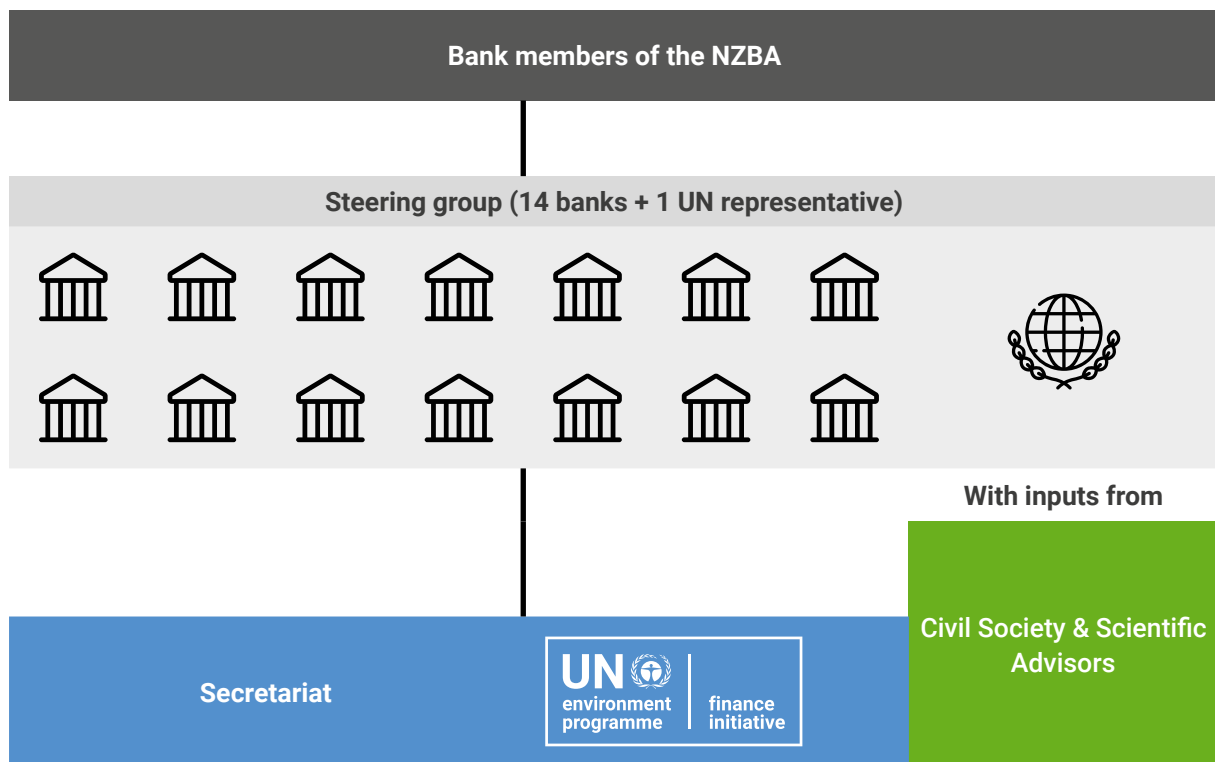 Bank members of the NZBA
Steering group (14 banks + 1 UN representative)
With inputs from
Civil Society & Scientific
Advisors
Secretariat
UN
environment
programme
finance
initiative